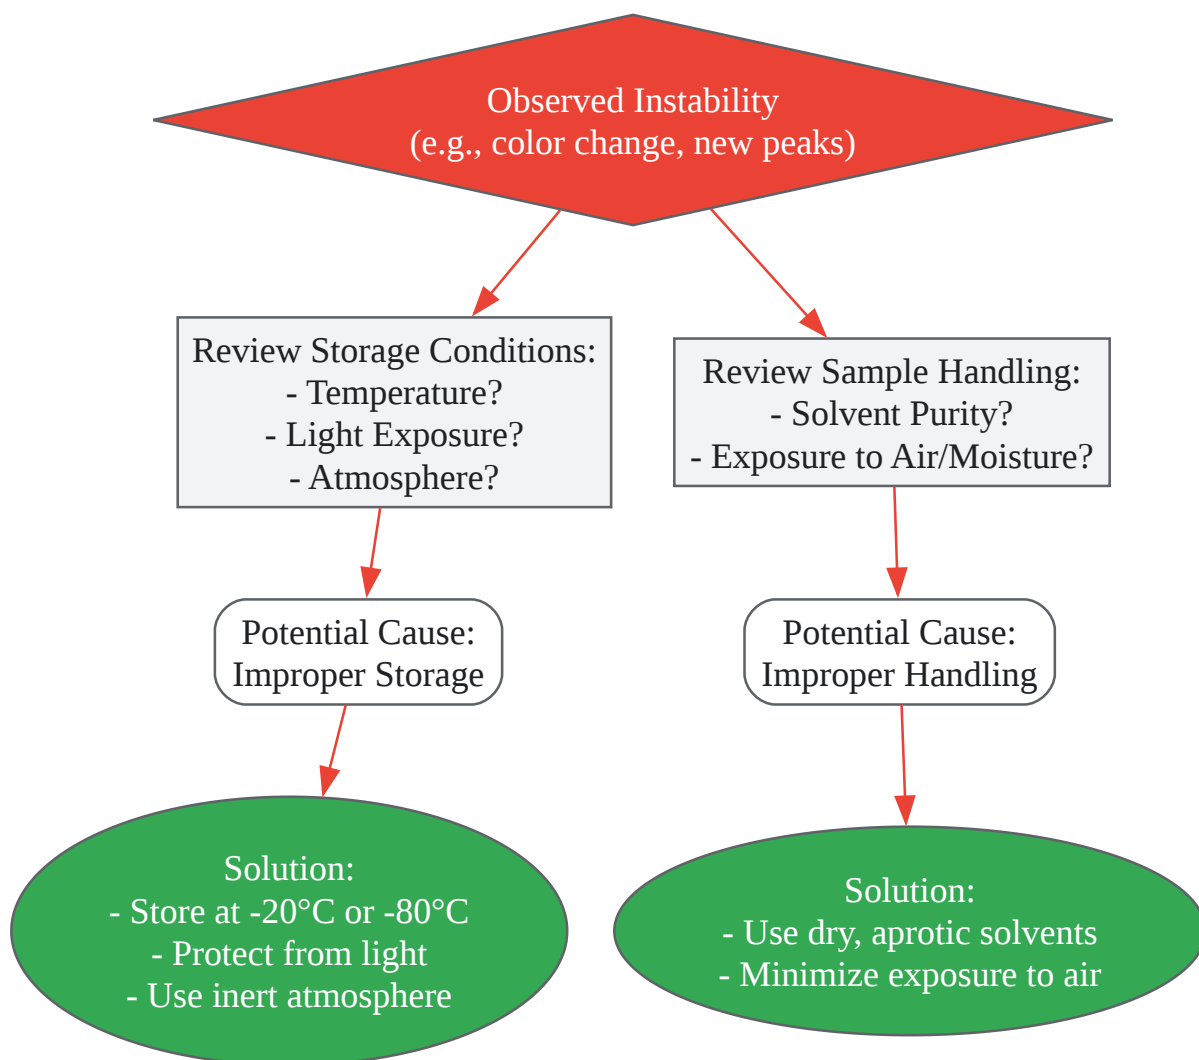 Observed Instability
(e.g., color change, new peaks)
Review Storage Conditions:
- Temperature?
- Light Exposure?
- Atmosphere?
Review Sample Handling:
- Solvent Purity?
- Exposure to Air/Moisture?
Potential Cause:
Improper Storage
Potential Cause:
Improper Handling
Solution:
- Store at -20°C or -80°C
- Protect from light
- Use inert atmosphere
Solution:
- Use dry, aprotic solvents
- Minimize exposure to air